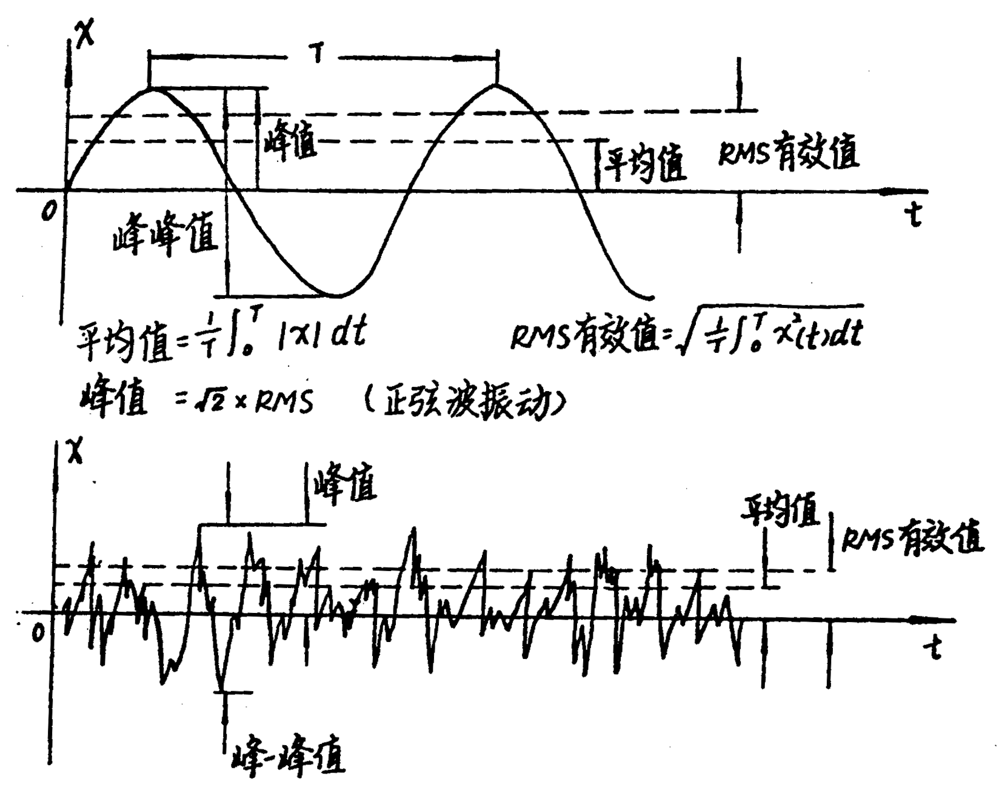 x
T
峰值
平均值
RMS有效值
0
t
峰峰值
平均值=1/T∫₀ᵀ|x|dt
RMS有效值=√(1/T∫₀ᵀx²(t)dt)
峰值 =√2×RMS (正弦波振动)
x
峰值
平均值
RMS有效值
0
t
峰-峰值